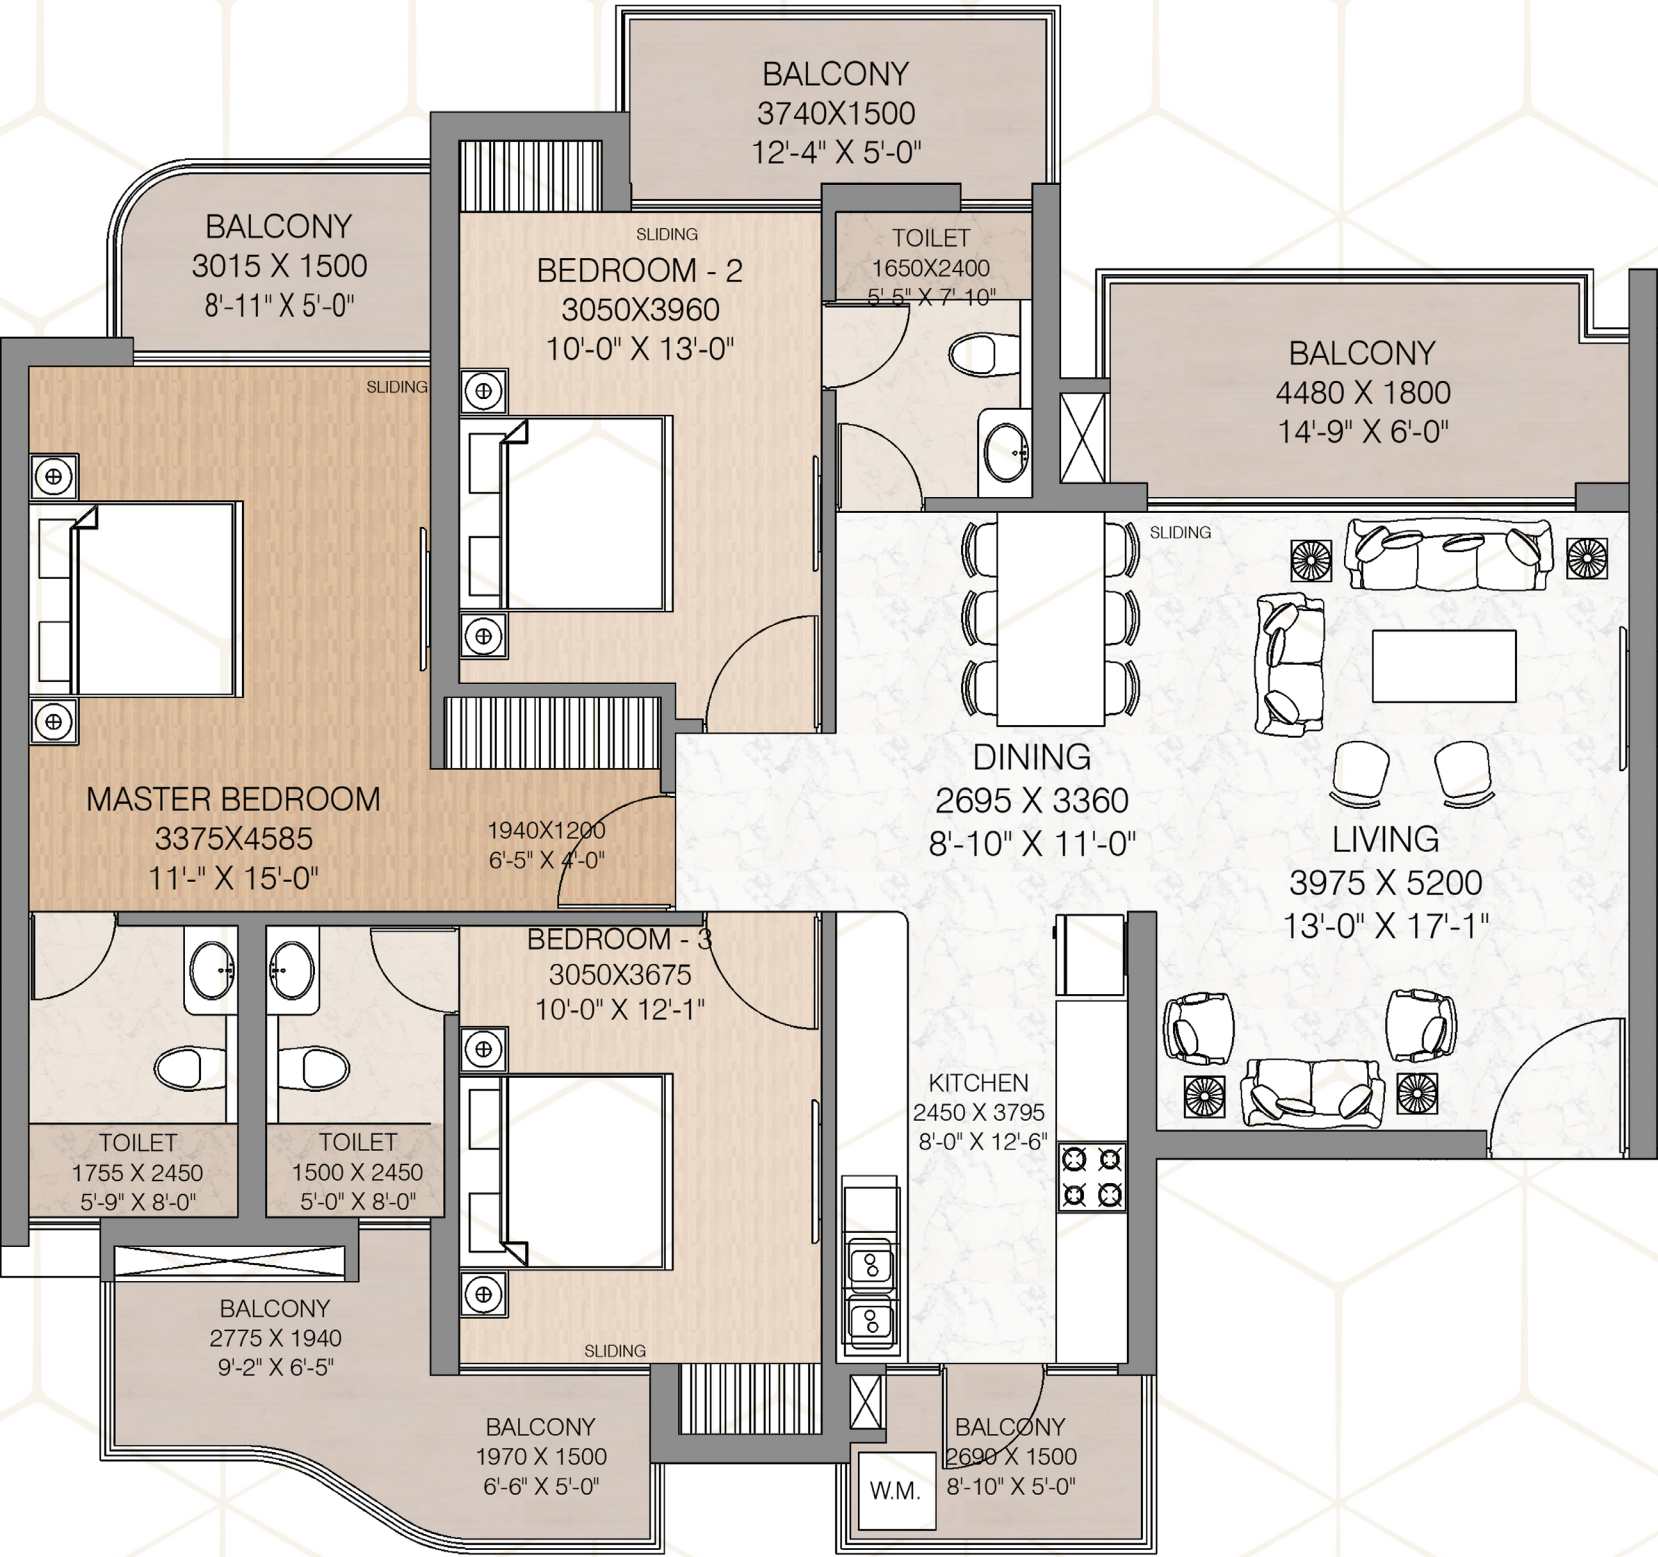 BALCONY
3740X1500
12'-4" X 5'-0"
BALCONY
3015 X 1500
8'-11" X 5'-0"
SLIDING
BEDROOM - 2
3050X3960
10'-0" X 13'-0"
TOILET
1650X2400
5'-5" X 7' 10"
BALCONY
4480 X 1800
14'-9" X 6'-0"
SLIDING
SLIDING
MASTER BEDROOM
3375X4585
11'-" X 15'-0"
1940X1200
6'-5" X 4'-0"
DINING
2695 X 3360
8'-10" X 11'-0"
LIVING
3975 X 5200
13'-0" X 17'-1"
BEDROOM - 3
3050X3675
10'-0" X 12'-1"
KITCHEN
2450 X 3795
8'-0" X 12'-6"
TOILET
1755 X 2450
5'-9" X 8'-0"
TOILET
1500 X 2450
5'-0" X 8'-0"
BALCONY
2775 X 1940
9'-2" X 6'-5"
SLIDING
BALCONY
1970 X 1500
6'-6" X 5'-0"
BALCONY
2690 X 1500
8'-10" X 5'-0"
W.M.